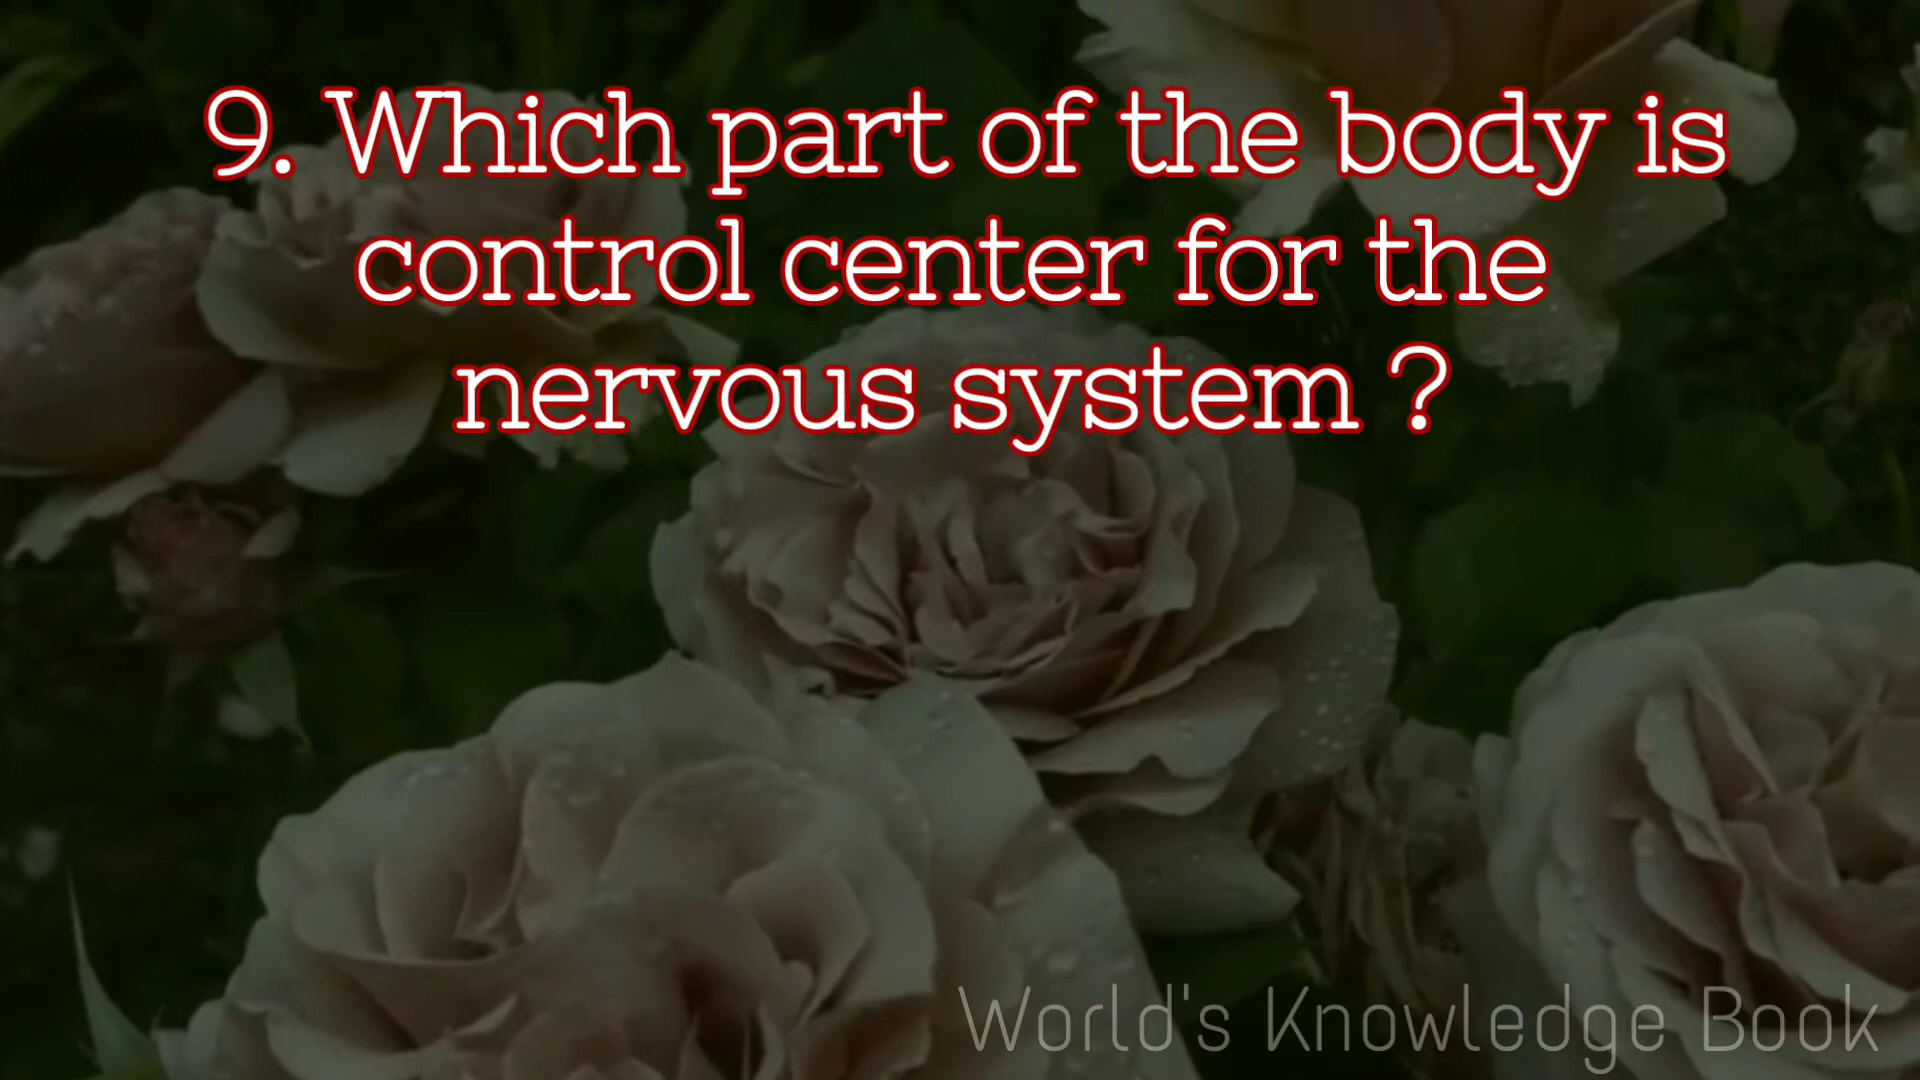 9. Which part of the body is
control center for the
nervous system ?
World's Knowledge Book